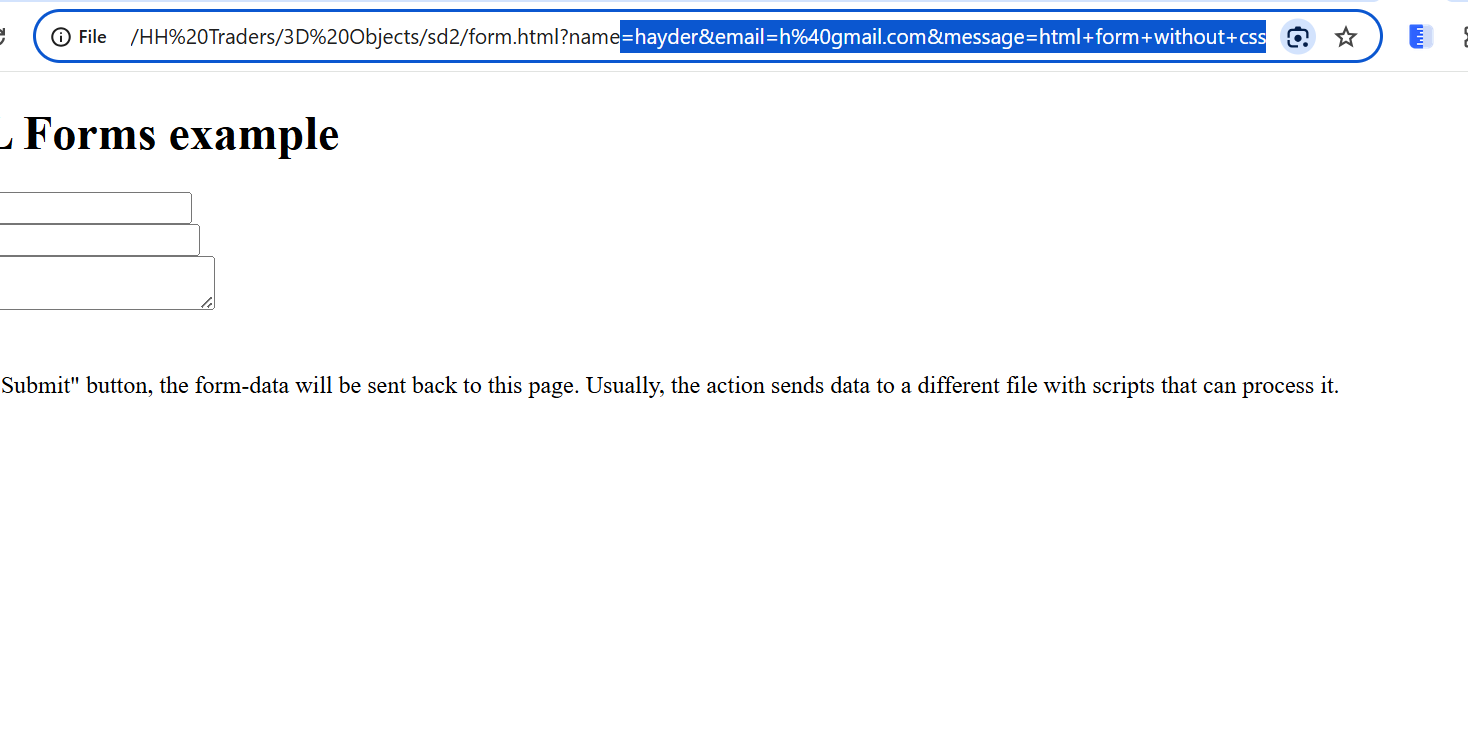 File /HH%20Traders/3D%20Objects/sd2/form.html?name=hayder&email=h%40gmail.com&message=html+form+without+css
L Forms example
Submit" button, the form-data will be sent back to this page. Usually, the action sends data to a different file with scripts that can process it.